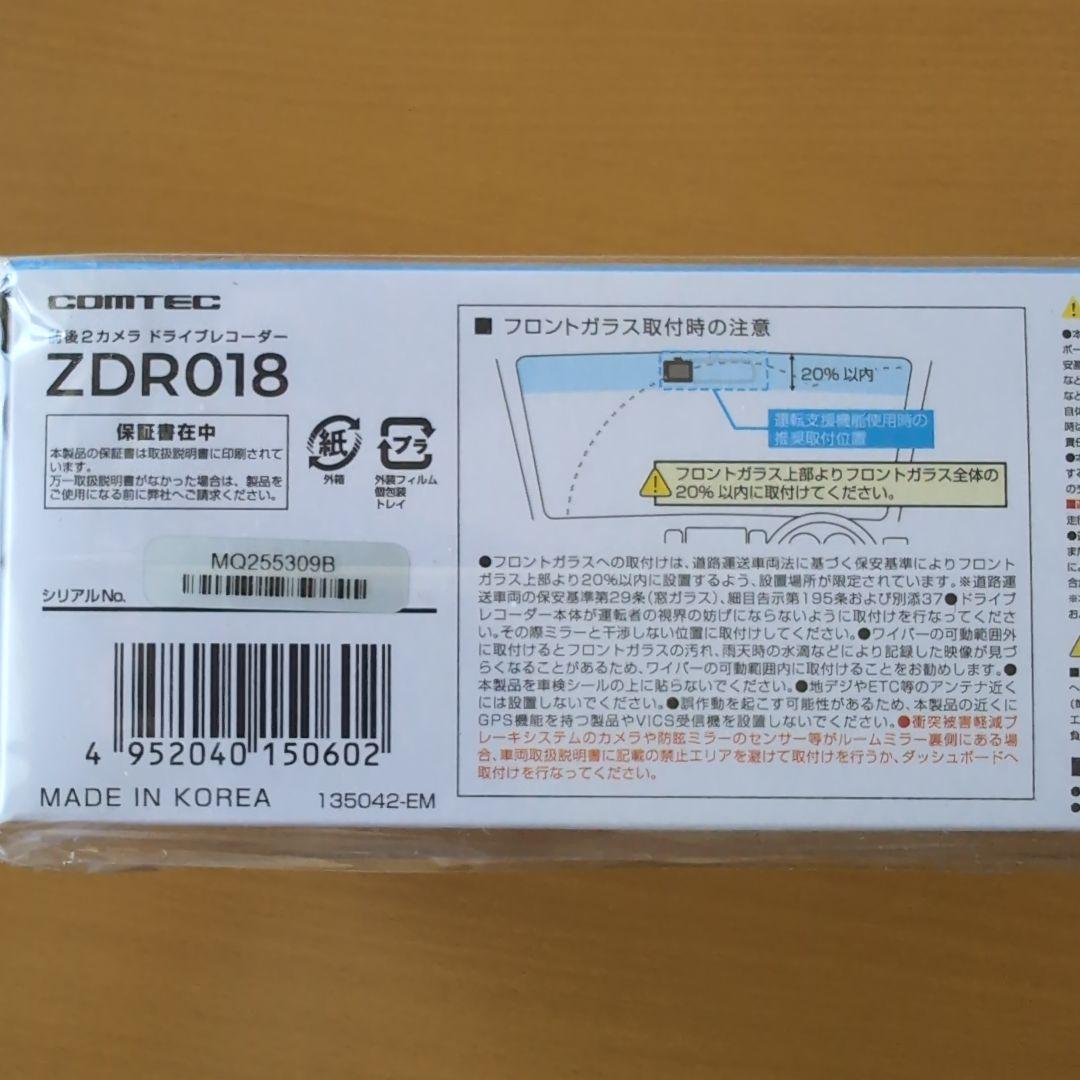 COMTEC
前後2カメラ ドライブレコーダー
ZDR018
保証書在中
本製品の保証書は取扱説明書に印刷されて
います。
万一取扱説明書がなかった場合は、製品を
ご使用になる前に弊社へご請求ください。
紙
外箱
プラ
外装フィルム
個包装
トレイ
MQ255309B
シリアルNo.
4 952040 150602
MADE IN KOREA 135042-EM
■ フロントガラス取付時の注意
20% 以内
運転支援機能使用時の
推奨取付位置
フロントガラス上部よりフロントガラス全体の
20% 以内に取付けてください。
●フロントガラスへの取付けは、道路運送車両法に基づく保安基準によりフロント
ガラス上部より20%以内に設置するよう、設置場所が限定されています。※道路運
送車両の保安基準第29条(窓ガラス)、細目告示第195条および別添37●ドライブ
レコーダー本体が運転者の視界の妨げにならないように取付けを行なってくださ
い。その際ミラーと干渉しない位置に取付けしてください。●ワイパーの可動範囲外
に取付けるとフロントガラスの汚れ、雨天時の水滴などにより記録した映像が見づ
らくなることがあるため、ワイパーの可動範囲内に取付けることをお勧めします。●
本製品を車検シールの上に貼らないでください。●地デジやETC等のアンテナ近く
には設置しないでください。●誤作動を起こす可能性があるため、本製品の近くに
GPS機能を持つ製品やVICS受信機を設置しないでください。●衝突被害軽減ブ
レーキシステムのカメラや防眩ミラーのセンサー等がルームミラー裏側にある場
合、車両取扱説明書に記載の禁止エリアを避けて取付けを行うか、ダッシュボードへ
取付けを行なってください。